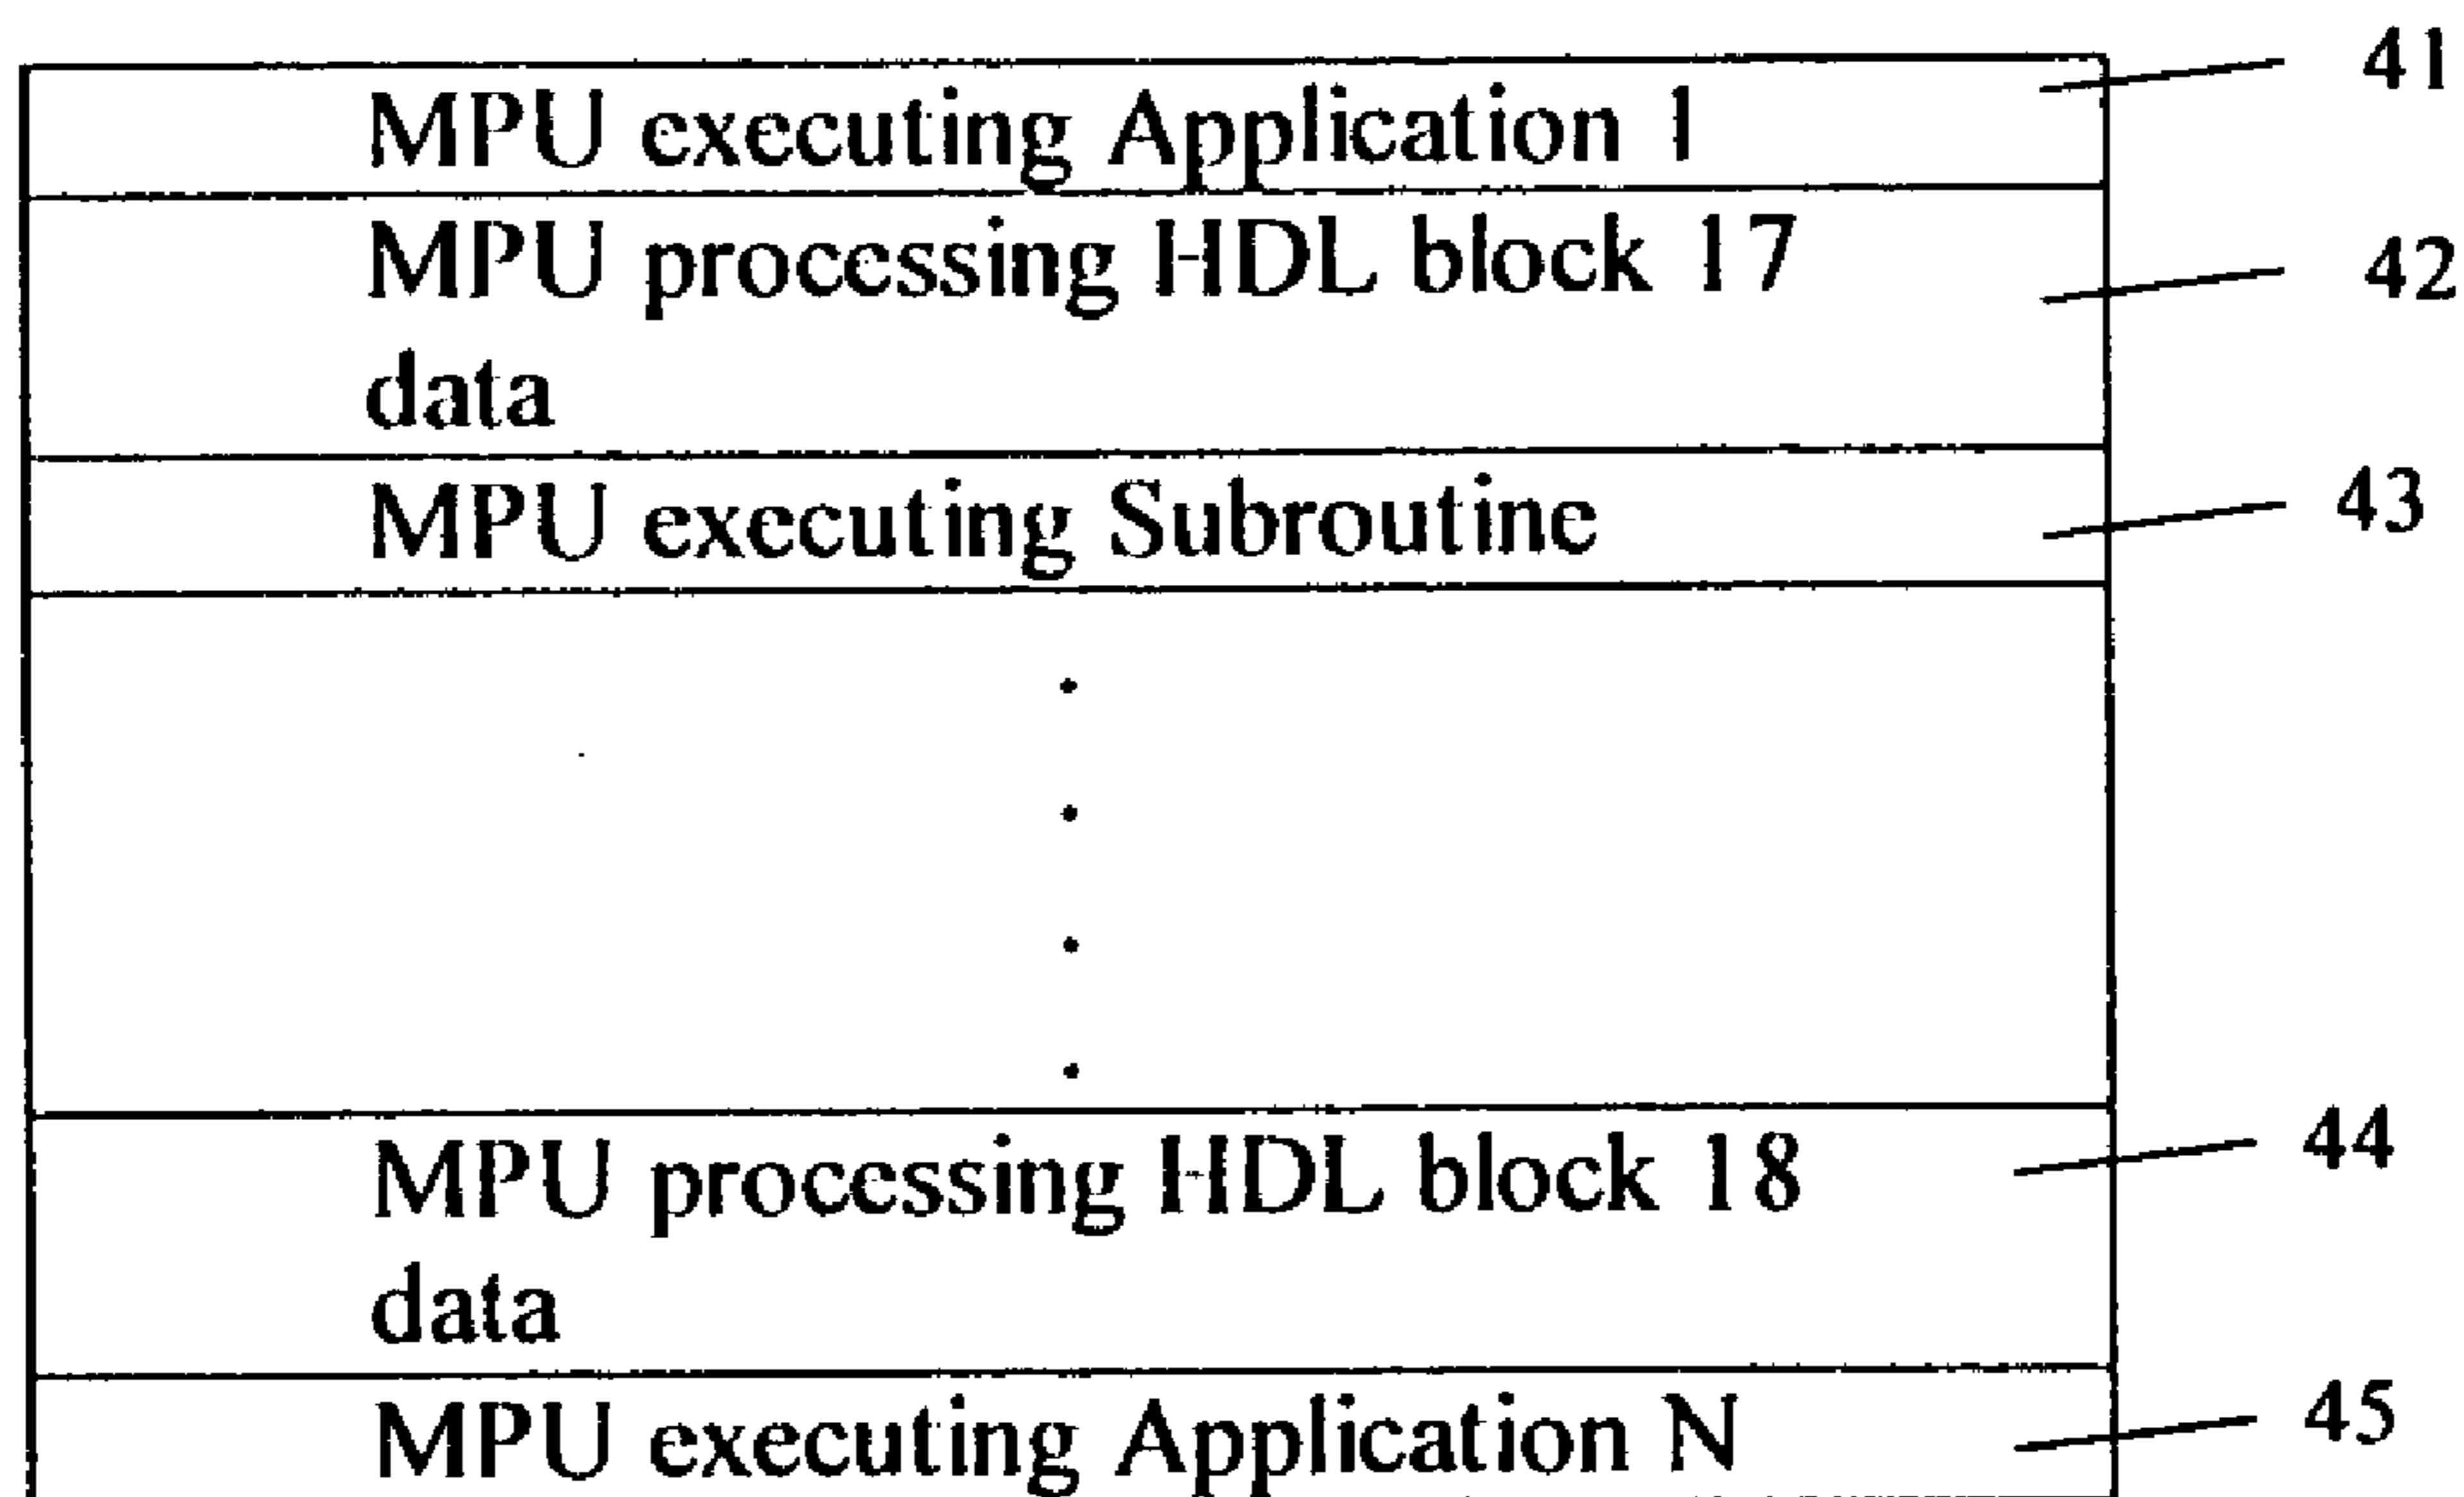 MPU executing Application 1 41
MPU processing HDL block 17 42
data
MPU executing Subroutine 43
MPU processing HDL block 18 44
data
MPU executing Application N 45